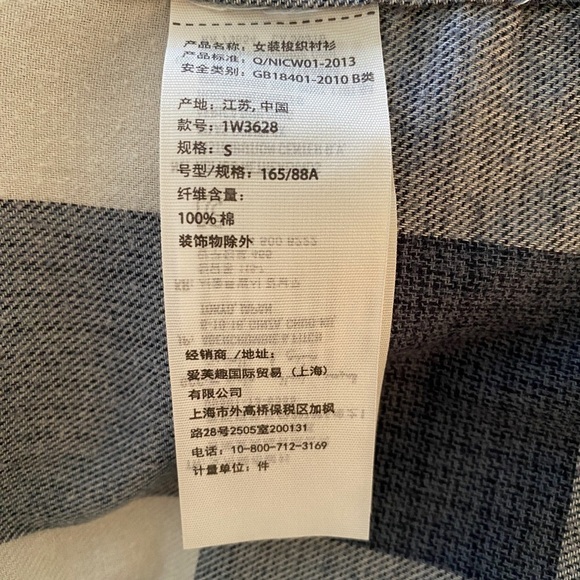 产品名称：女装梭织衬衫
产品标准：Q/NICW01-2013
安全类别：GB18401-2010 B类
产地：江苏, 中国
款号：1W3628
规格：S
号型/规格：165/88A
纤维含量：
100% 棉
装饰物除外
经销商 /地址：
爱芙趣国际贸易 (上海)
有限公司
上海市外高桥保税区加枫
路28号2505室200131
电话：10-800-712-3169
计量单位：件